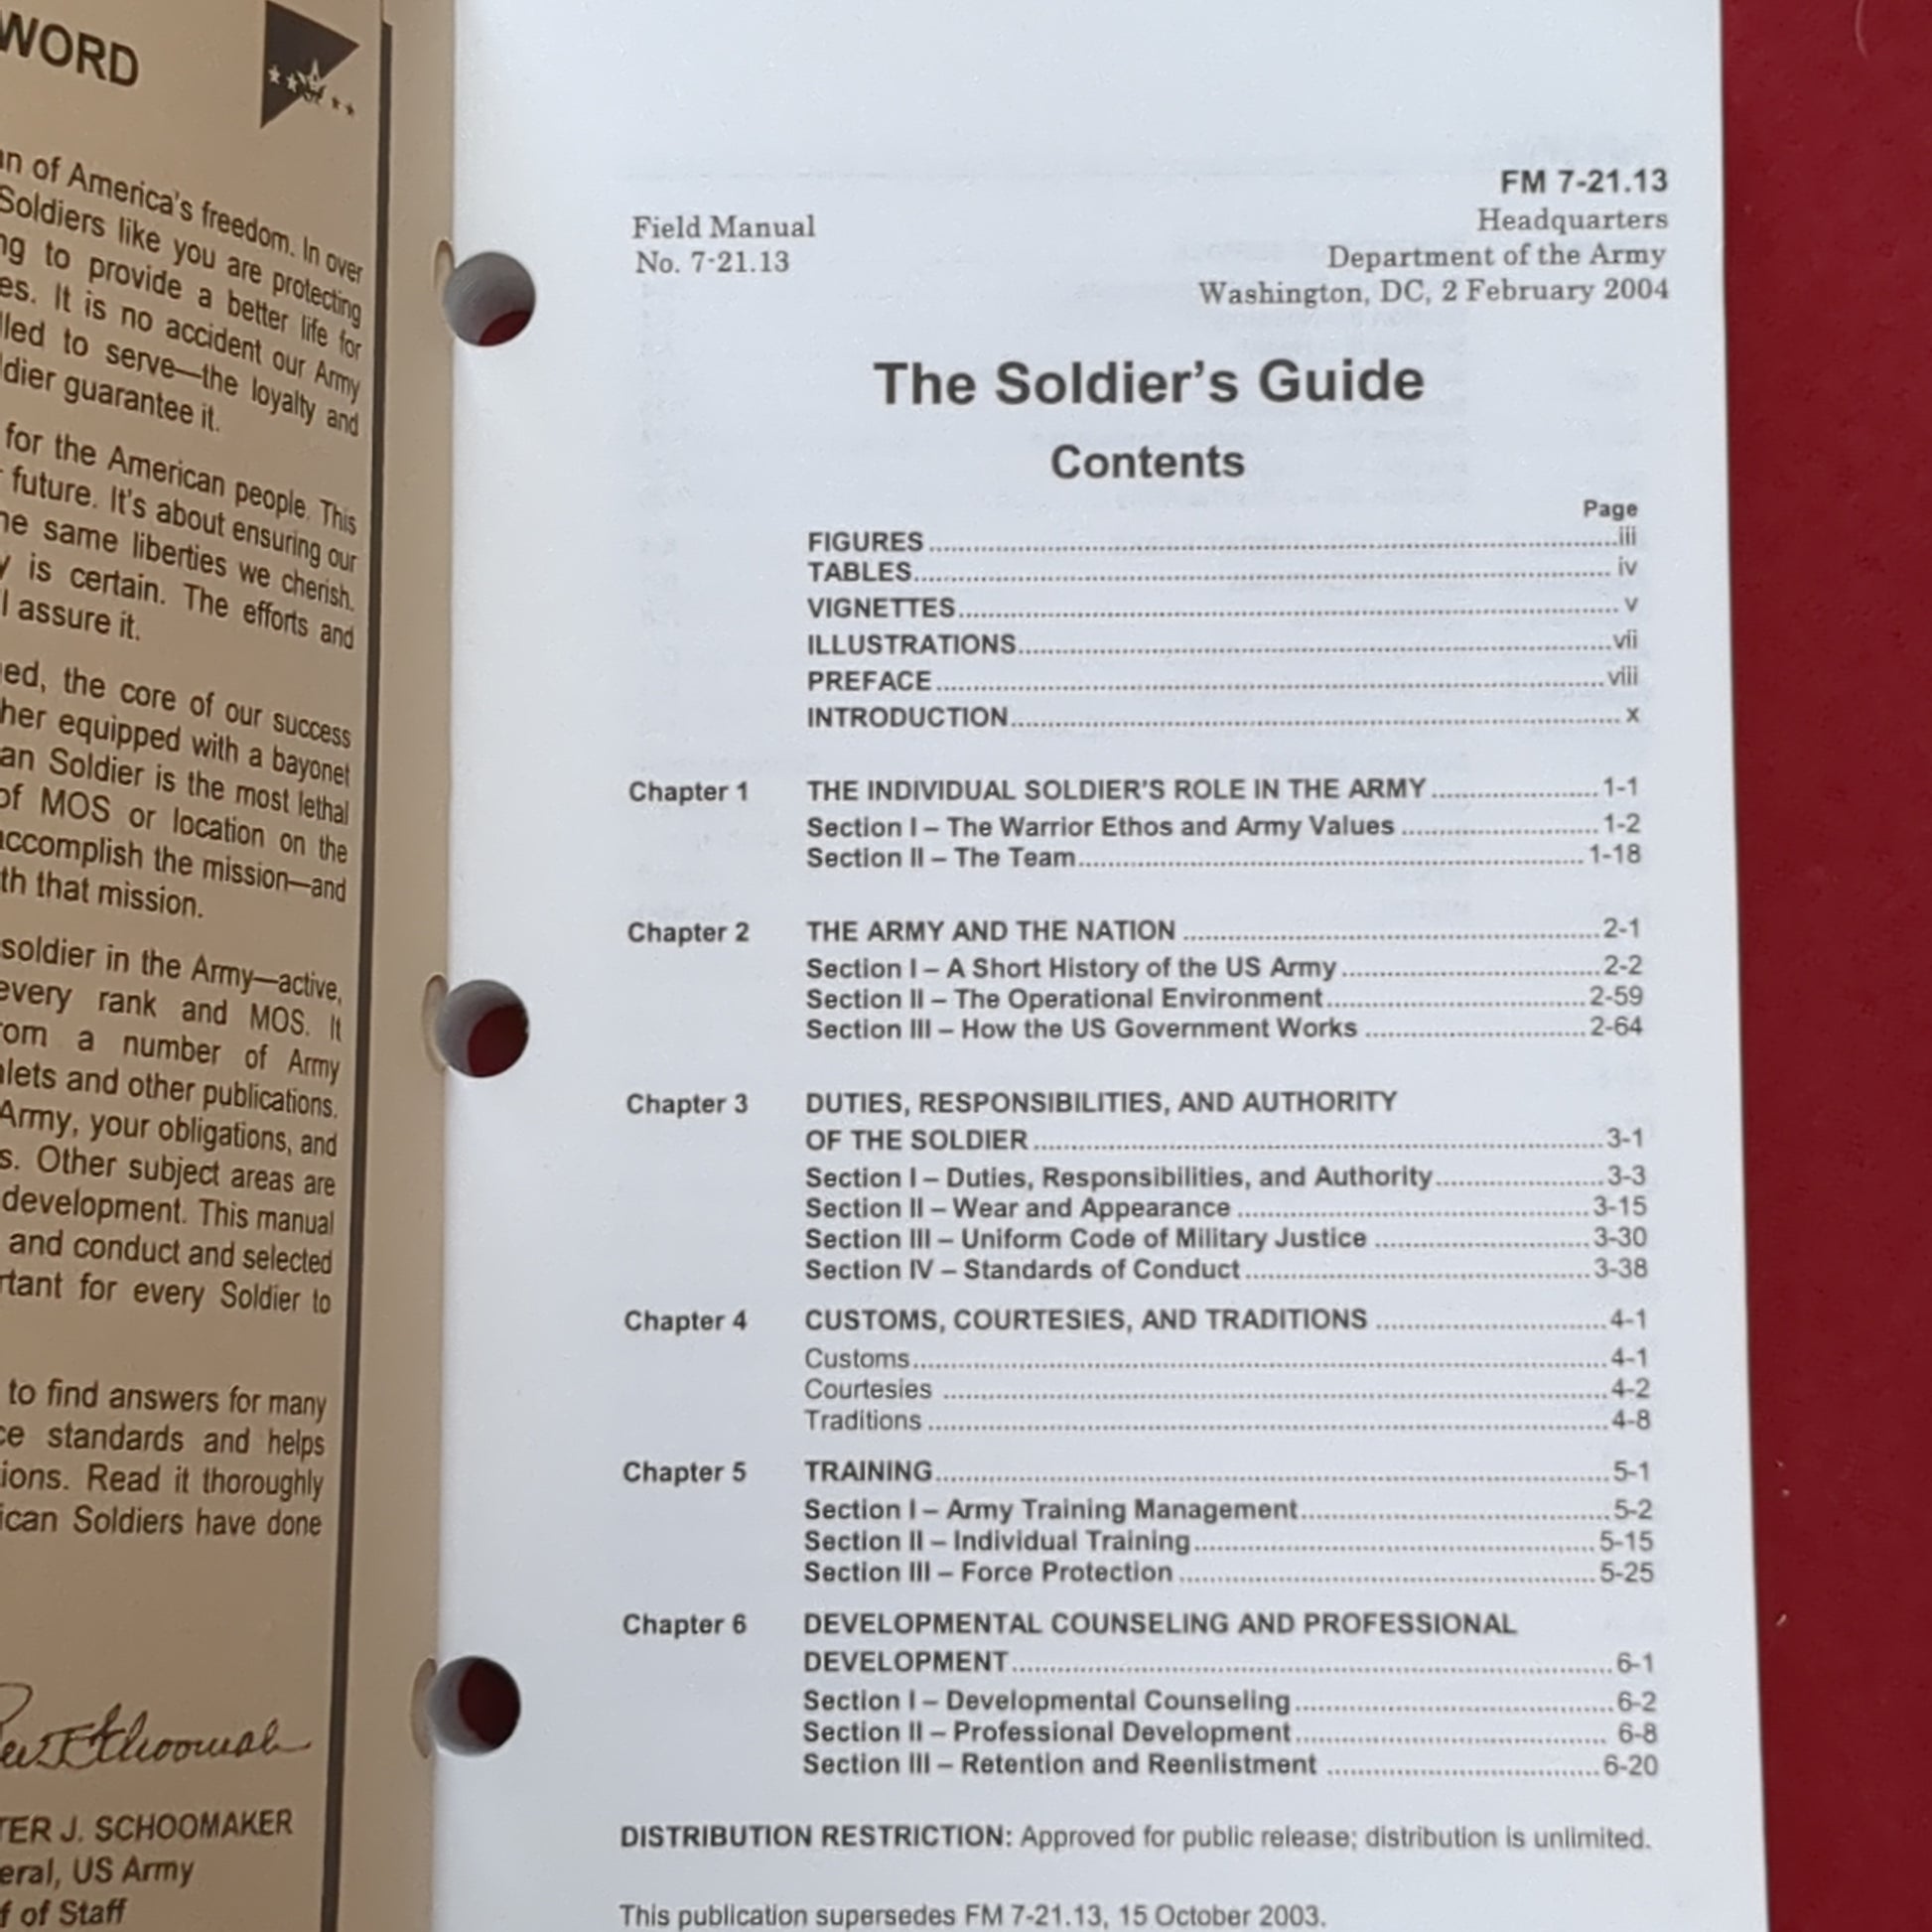 WORD
of America's freedom. In over
Soldiers like you are protecting
to provide a better life for
It is no accident our Army
to serve—the loyalty and
guarantee it.
for the American people. This
future. It's about ensuring our
same liberties we cherish.
is certain. The efforts and
assure it.
the core of our success
equipped with a bayonet
Soldier is the most lethal
of MOS or location on the
accomplish the mission—and
that mission.
soldier in the Army—active,
every rank and MOS. It
a number of Army
and other publications.
Army, your obligations, and
Other subject areas are
development. This manual
and conduct and selected
for every Soldier to
to find answers for many
standards and helps
Read it thoroughly
Soldiers have done
TER J. SCHOOMAKER
eral, US Army
of Staff
FM 7-21.13
Field Manual
No. 7-21.13
Headquarters
Department of the Army
Washington, DC, 2 February 2004
The Soldier's Guide
Contents
Page
FIGURES iii
TABLES iv
VIGNETTES v
ILLUSTRATIONS vii
PREFACE viii
INTRODUCTION x
Chapter 1 THE INDIVIDUAL SOLDIER'S ROLE IN THE ARMY 1-1
Section I – The Warrior Ethos and Army Values 1-2
Section II – The Team 1-18
Chapter 2 THE ARMY AND THE NATION 2-1
Section I – A Short History of the US Army 2-2
Section II – The Operational Environment 2-59
Section III – How the US Government Works 2-64
Chapter 3 DUTIES, RESPONSIBILITIES, AND AUTHORITY
OF THE SOLDIER 3-1
Section I – Duties, Responsibilities, and Authority 3-3
Section II – Wear and Appearance 3-15
Section III – Uniform Code of Military Justice 3-30
Section IV – Standards of Conduct 3-38
Chapter 4 CUSTOMS, COURTESIES, AND TRADITIONS 4-1
Customs 4-1
Courtesies 4-2
Traditions 4-8
Chapter 5 TRAINING 5-1
Section I – Army Training Management 5-2
Section II – Individual Training 5-15
Section III – Force Protection 5-25
Chapter 6 DEVELOPMENTAL COUNSELING AND PROFESSIONAL
DEVELOPMENT 6-1
Section I – Developmental Counseling 6-2
Section II – Professional Development 6-8
Section III – Retention and Reenlistment 6-20
DISTRIBUTION RESTRICTION: Approved for public release; distribution is unlimited.
This publication supersedes FM 7-21.13, 15 October 2003.